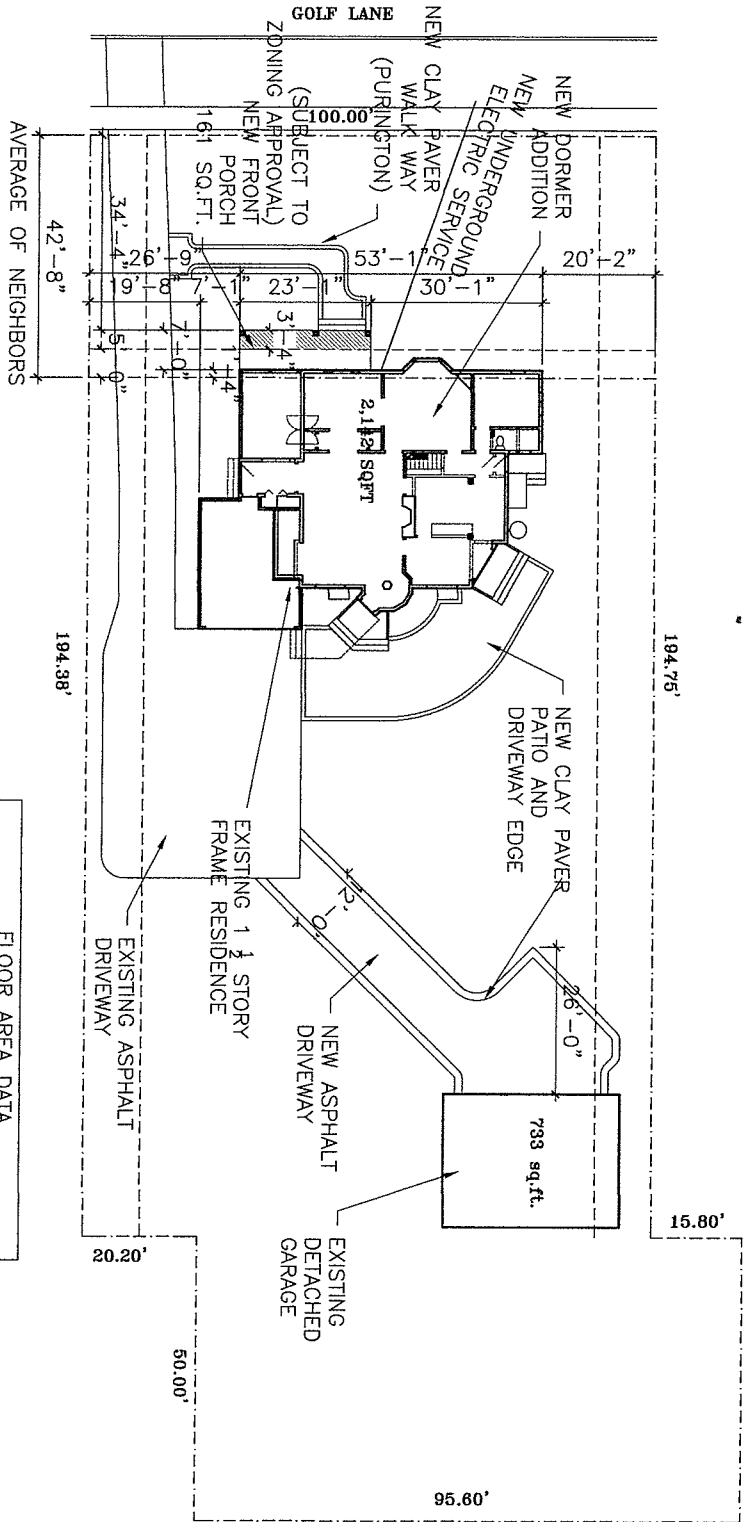 GOLF LANE
100.00'
NEW DORMER
ADDITION
NEW UNDERGROUND
ELECTRIC SERVICE
NEW CLAY PAVER
WALK WAY
(PURINGTON)
(SUBJECT TO
ZONING APPROVAL)
NEW FRONT
PORCH
161 SQ.FT.
20'-2"
53'-1"
30'-1"
23'-1"
26'-9"
7'-1"
19'-8"
34'-4"
42'-8"
AVERAGE OF NEIGHBORS
3'-4"
5'-0"
7'-0"
1'-4"
2,142 SQFT
194.75'
194.38'
NEW CLAY PAVER
PATIO AND
DRIVEWAY EDGE
EXISTING 1 1/2 STORY
FRAME RESIDENCE
EXISTING ASPHALT
DRIVEWAY
12'-0"
NEW ASPHALT
DRIVEWAY
26'-0"
733 sq.ft.
EXISTING
DETACHED
GARAGE
15.80'
20.20'
50.00'
95.60'
FLOOR AREA DATA